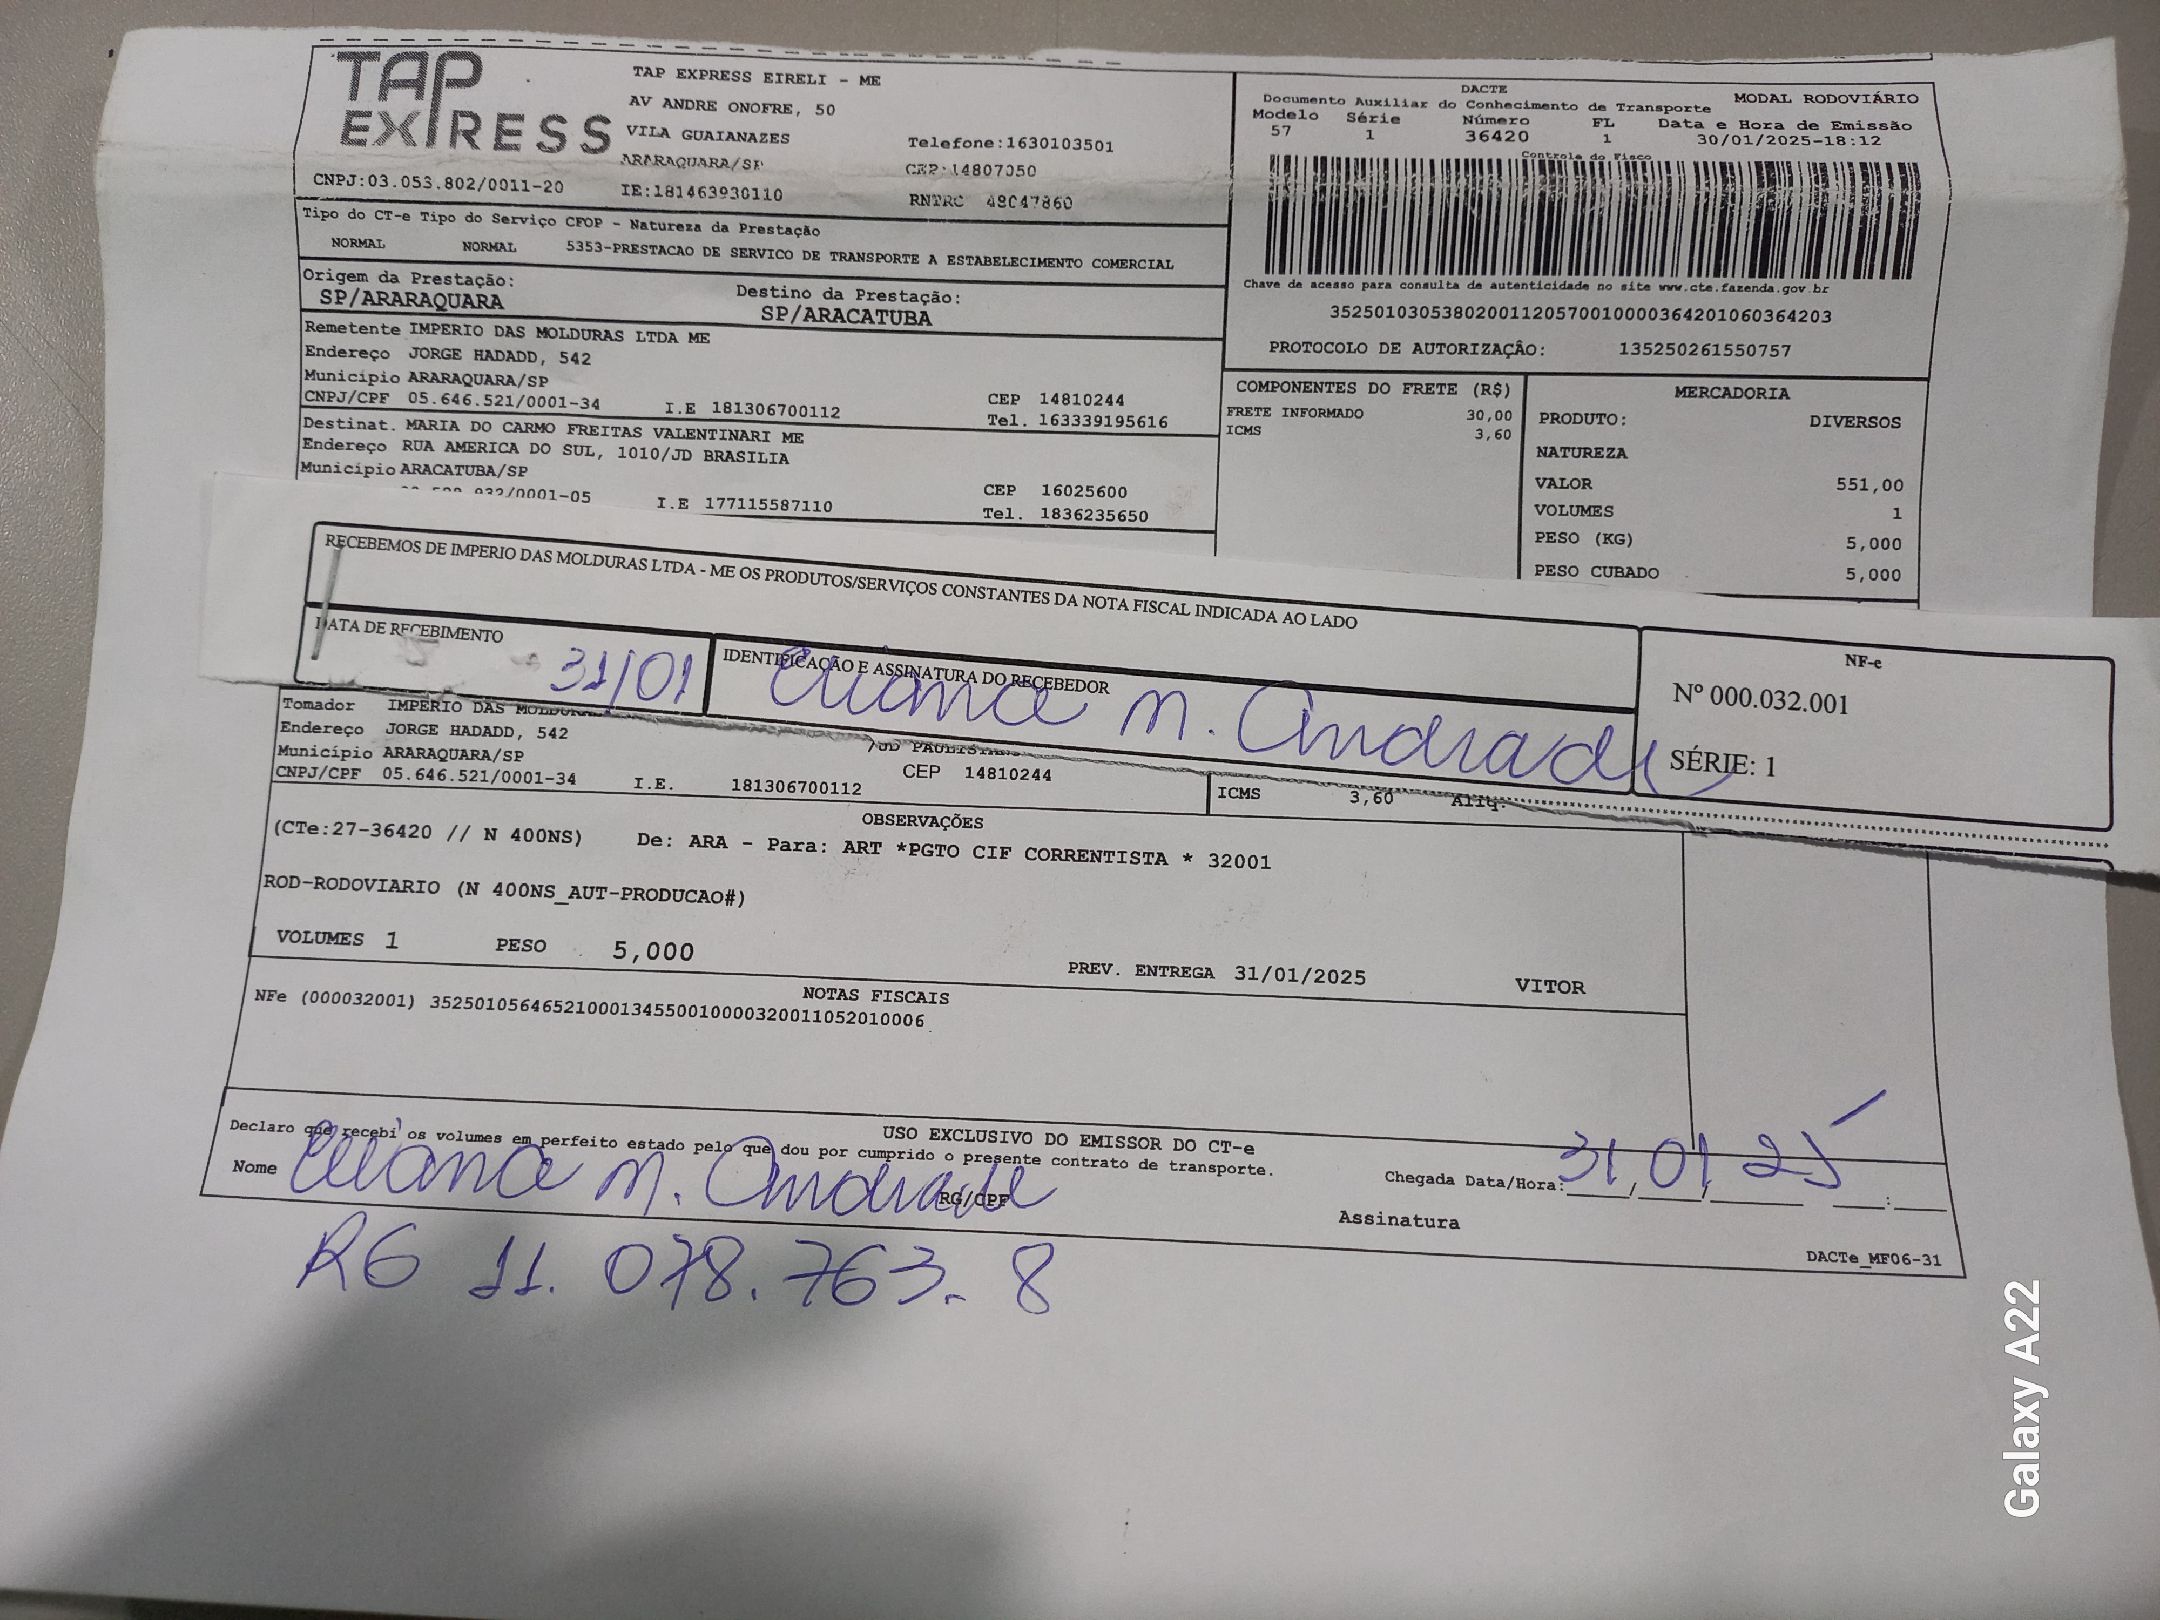 TAP
EXPRESS
TAP EXPRESS EIRELI - ME
AV ANDRE ONOFRE, 50
VILA GUAIANAZES
Telefone:1630103501
ARARAQUARA/SP
CEP:14807050
CNPJ:03.053.802/0011-20
IE:181463930110
RNTRC 48047860
DACTE
Documento Auxiliar do Conhecimento de Transporte
MODAL RODOVIÁRIO
Modelo Série Número FL Data e Hora de Emissão
57 1 36420 1 30/01/2025-18:12
Controle do Fisco
Chave de acesso para consulta de autenticidade no site www.cte.fazenda.gov.br
35250103053802001120570010000364201060364203
PROTOCOLO DE AUTORIZAÇÂO: 135250261550757
Tipo do CT-e Tipo do Serviço CFOP - Natureza da Prestação
NORMAL NORMAL 5353-PRESTACAO DE SERVICO DE TRANSPORTE A ESTABELECIMENTO COMERCIAL
Origem da Prestação:
SP/ARARAQUARA
Destino da Prestação:
SP/ARACATUBA
Remetente IMPERIO DAS MOLDURAS LTDA ME
Endereço JORGE HADADD, 542
Município ARARAQUARA/SP
CEP 14810244
CNPJ/CPF 05.646.521/0001-34 I.E 181306700112
Tel. 163339195616
Destinat. MARIA DO CARMO FREITAS VALENTINARI ME
Endereço RUA AMERICA DO SUL, 1010/JD BRASILIA
Município ARACATUBA/SP
CEP 16025600
932/0001-05 I.E 177115587110
Tel. 1836235650
COMPONENTES DO FRETE (R$)
FRETE INFORMADO 30,00
ICMS 3,60
MERCADORIA
PRODUTO: DIVERSOS
NATUREZA
VALOR 551,00
VOLUMES 1
PESO (KG) 5,000
PESO CUBADO 5,000
RECEBEMOS DE IMPERIO DAS MOLDURAS LTDA - ME OS PRODUTOS/SERVIÇOS CONSTANTES DA NOTA FISCAL INDICADA AO LADO
DATA DE RECEBIMENTO
31/01
IDENTIFICAÇÃO E ASSINATURA DO RECEBEDOR
Eliana M. Andrade
NF-e
Nº 000.032.001
SÉRIE: 1
Tomador IMPERIO DAS MOLDURAS
Endereço JORGE HADADD, 542
/JD PAULISTANO
Município ARARAQUARA/SP
CEP 14810244
CNPJ/CPF 05.646.521/0001-34 I.E. 181306700112
ICMS 3,60 Aliq.
OBSERVAÇÕES
(CTe:27-36420 // N 400NS) De: ARA - Para: ART *PGTO CIF CORRENTISTA * 32001
ROD-RODOVIARIO (N 400NS_AUT-PRODUCAO#)
VOLUMES 1 PESO 5,000
PREV. ENTREGA 31/01/2025 VITOR
NOTAS FISCAIS
NFe (000032001) 35250105646521000134550010000320011052010006
USO EXCLUSIVO DO EMISSOR DO CT-e
Declaro que recebi os volumes em perfeito estado pelo que dou por cumprido o presente contrato de transporte.
Nome Eliana M. Andrade
RG/CPF
Chegada Data/Hora: 31 01 25
Assinatura
DACTe_MF06-31
RG 11.078.763-8
Galaxy A22